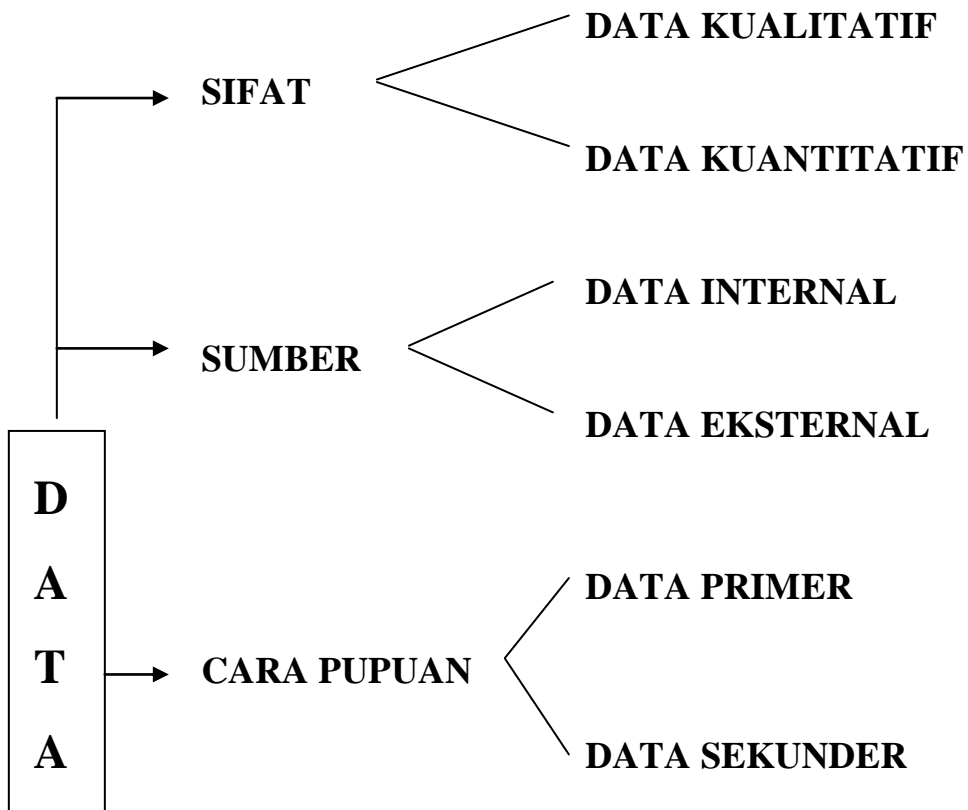 DATA KUALITATIF
SIFAT
DATA KUANTITATIF
DATA INTERNAL
SUMBER
DATA EKSTERNAL
D
A
T
A
DATA PRIMER
CARA PUPUAN
DATA SEKUNDER